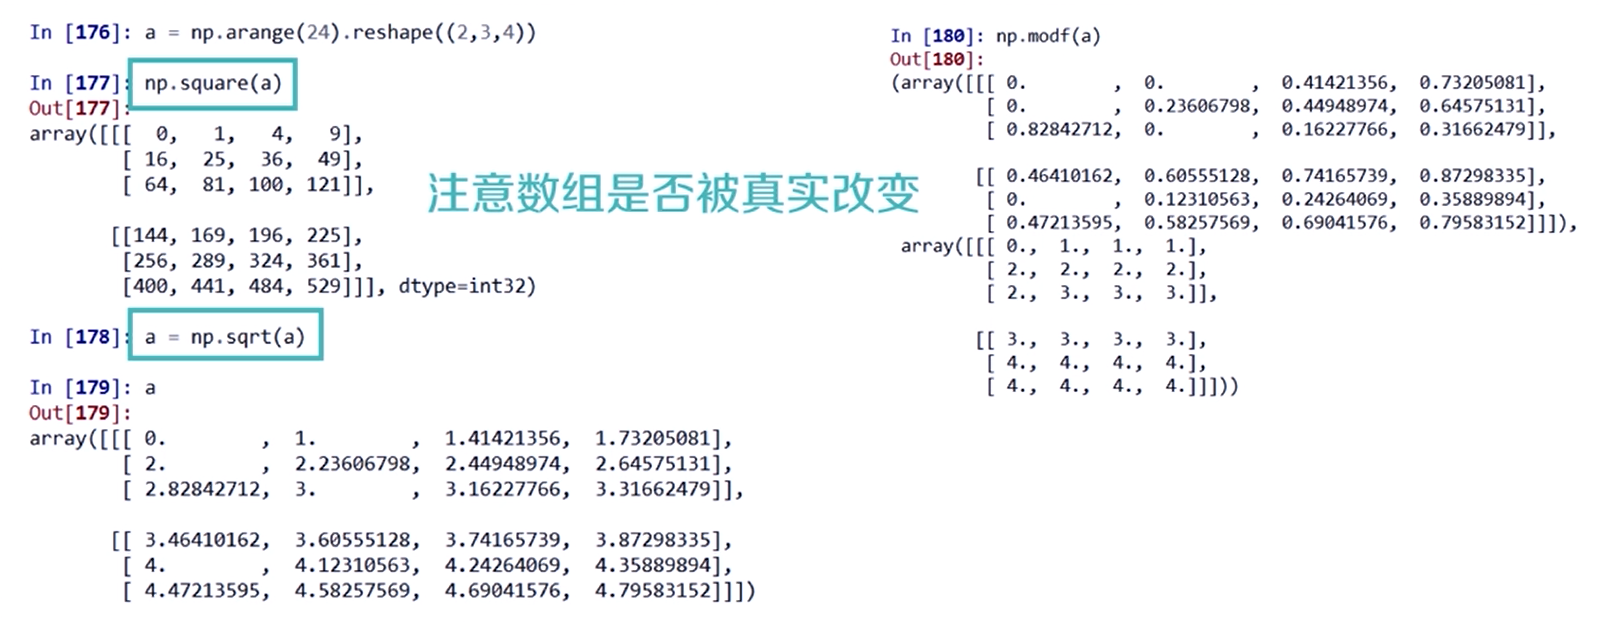 In [176]: a = np.arange(24).reshape((2,3,4))
In [177]: np.square(a)
Out[177]:
array([[[  0,   1,   4,   9],
        [ 16,  25,  36,  49],
        [ 64,  81, 100, 121]],
       [[144, 169, 196, 225],
        [256, 289, 324, 361],
        [400, 441, 484, 529]]], dtype=int32)
In [178]: a = np.sqrt(a)
In [179]: a
Out[179]:
array([[[ 0.        ,  1.        ,  1.41421356,  1.73205081],
        [ 2.        ,  2.23606798,  2.44948974,  2.64575131],
        [ 2.82842712,  3.        ,  3.16227766,  3.31662479]],
       [[ 3.46410162,  3.60555128,  3.74165739,  3.87298335],
        [ 4.        ,  4.12310563,  4.24264069,  4.35889894],
        [ 4.47213595,  4.58257569,  4.69041576,  4.79583152]]])
注意数组是否被真实改变
In [180]: np.modf(a)
Out[180]:
(array([[[ 0.        ,  0.        ,  0.41421356,  0.73205081],
        [ 0.        ,  0.23606798,  0.44948974,  0.64575131],
        [ 0.82842712,  0.        ,  0.16227766,  0.31662479]],
       [[ 0.46410162,  0.60555128,  0.74165739,  0.87298335],
        [ 0.        ,  0.12310563,  0.24264069,  0.35889894],
        [ 0.47213595,  0.58257569,  0.69041576,  0.79583152]]]),
 array([[[ 0.,  1.,  1.,  1.],
        [ 2.,  2.,  2.,  2.],
        [ 2.,  3.,  3.,  3.]],
       [[ 3.,  3.,  3.,  3.],
        [ 4.,  4.,  4.,  4.],
        [ 4.,  4.,  4.,  4.]]]))